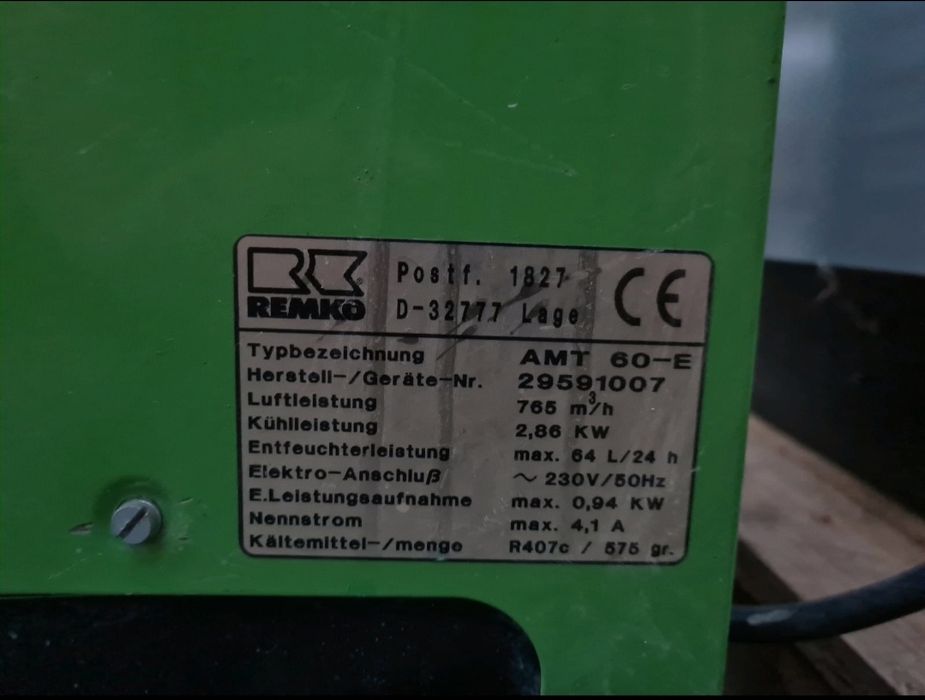 REMKO
Postf. 1827
D-32777 Lage
CE
Typbezeichnung AMT 60-E
Herstell-/Geräte-Nr. 29591007
Luftleistung 765 m³/h
Kühlleistung 2,86 KW
Entfeuchterleistung max. 64 L/24 h
Elektro-Anschluß ~ 230V/50Hz
E.Leistungsaufnahme max. 0,94 KW
Nennstrom max. 4,1 A
Kältemittel-/menge R407c / 575 gr.